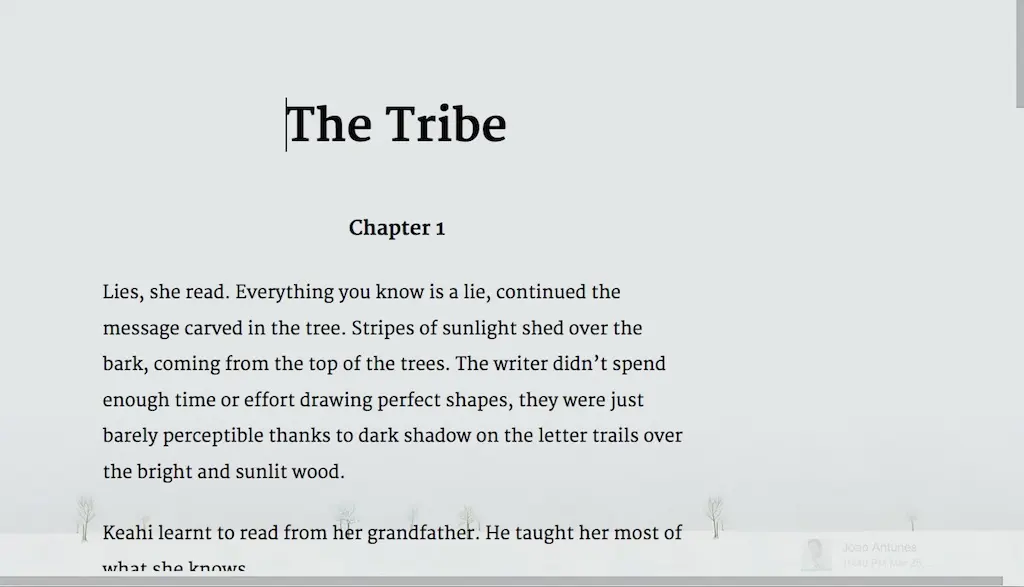 The Tribe
Chapter 1
Lies, she read. Everything you know is a lie, continued the
message carved in the tree. Stripes of sunlight shed over the
bark, coming from the top of the trees. The writer didn’t spend
enough time or effort drawing perfect shapes, they were just
barely perceptible thanks to dark shadow on the letter trails over
the bright and sunlit wood.
Keahi learnt to read from her grandfather. He taught her most of
what she knows
Joao Antunes